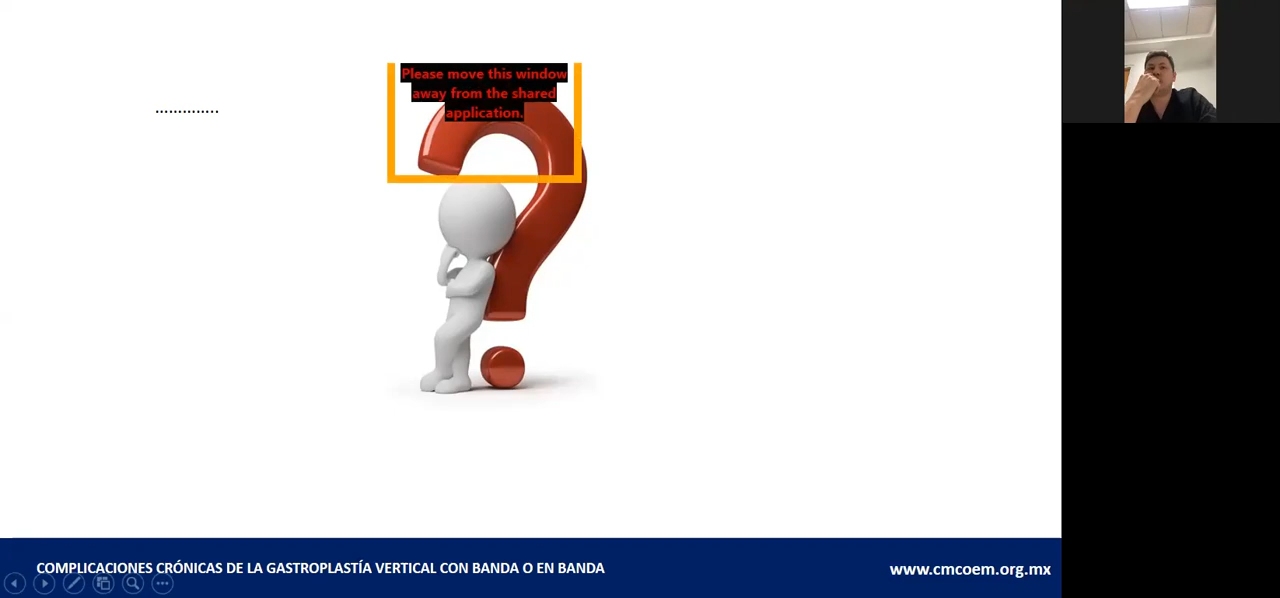 Please move this window
away from the shared
application.
..............
COMPLICACIONES CRÓNICAS DE LA GASTROPLASTÍA VERTICAL CON BANDA O EN BANDA
www.cmcoem.org.mx